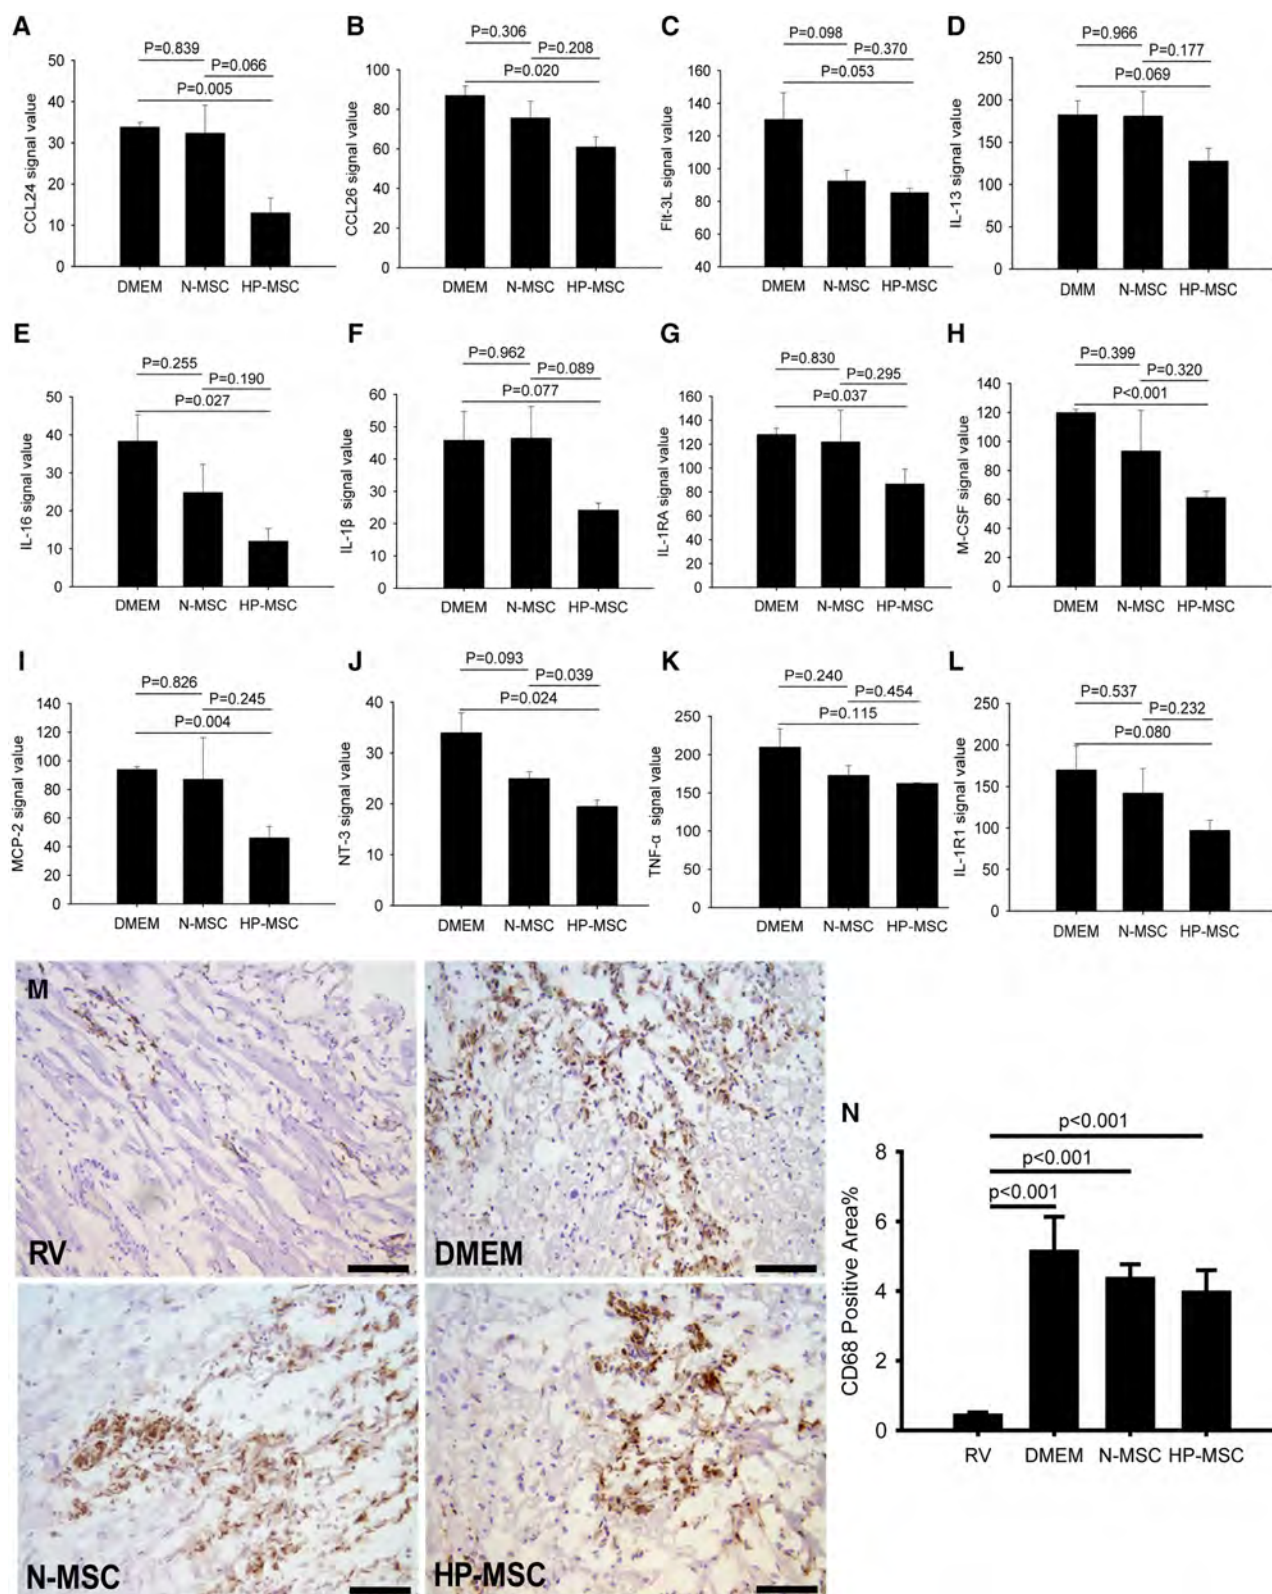 A
P=0.839
P=0.066
P=0.005
CCL24 signal value
40
30
20
10
0
DMEM N-MSC HP-MSC
B
P=0.306
P=0.208
P=0.020
CCL26 signal value
100
80
60
40
20
0
DMEM N-MSC HP-MSC
C
P=0.098
P=0.370
P=0.053
Flt-3L signal value
160
140
120
100
80
60
40
DMEM N-MSC HP-MSC
D
P=0.966
P=0.177
P=0.069
IL-13 signal value
250
200
150
100
50
0
DMM N-MSC HP-MSC
E
P=0.255
P=0.190
P=0.027
IL-16 signal value
50
40
30
20
10
0
DMEM N-MSC HP-MSC
F
P=0.962
P=0.089
P=0.077
IL-1β signal value
60
50
40
30
20
10
0
DMEM N-MSC HP-MSC
G
P=0.830
P=0.295
P=0.037
IL-1RA signal value
160
140
120
100
80
60
40
20
0
DMEM N-MSC HP-MSC
H
P=0.399
P=0.320
P<0.001
M-CSF signal value
140
120
100
80
60
40
20
0
DMEM N-MSC HP-MSC
I
P=0.826
P=0.245
P=0.004
MCP-2 signal value
140
120
100
80
60
40
20
0
DMEM N-MSC HP-MSC
J
P=0.093
P=0.039
P=0.024
NT-3 signal value
40
30
20
10
0
DMEM N-MSC HP-MSC
K
P=0.240
P=0.454
P=0.115
TNF-α signal value
250
200
150
100
50
0
DMEM N-MSC HP-MSC
L
P=0.537
P=0.232
P=0.080
IL-1R1 signal value
250
200
150
100
50
0
DMEM N-MSC HP-MSC
M
RV
DMEM
N-MSC
HP-MSC
N
p<0.001
p<0.001
p<0.001
CD68 Positive Area%
8
6
4
2
0
RV DMEM N-MSC HP-MSC